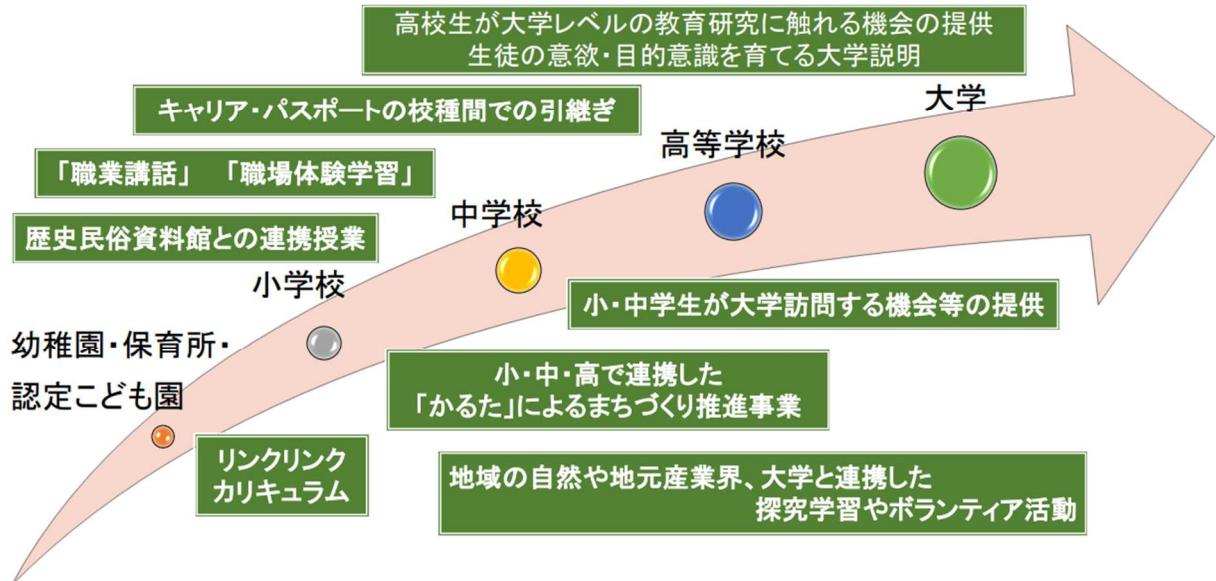 高校生が大学レベルの教育研究に触れる機会の提供
生徒の意欲・目的意識を育てる大学説明
大学
キャリア・パスポートの校種間での引継ぎ
高等学校
「職業講話」　「職場体験学習」
中学校
歴史民俗資料館との連携授業
小学校
小・中学生が大学訪問する機会等の提供
幼稚園・保育所・
認定こども園
小・中・高で連携した
「かるた」によるまちづくり推進事業
リンクリンク
カリキュラム
地域の自然や地元産業界、大学と連携した
探究学習やボランティア活動